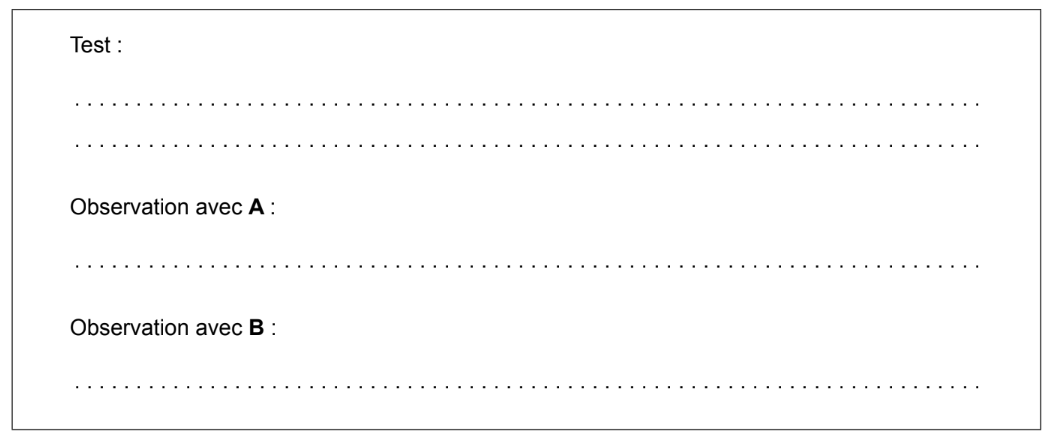 Test :
. . . . . . . . . . . . . . . . . . . . . . . . . . . . . . . . . . . . . . . . . . . . . . . . . . . . . . . . . . . . . . . . . . . . . . . . . .
. . . . . . . . . . . . . . . . . . . . . . . . . . . . . . . . . . . . . . . . . . . . . . . . . . . . . . . . . . . . . . . . . . . . . . . . . .
Observation avec A :
. . . . . . . . . . . . . . . . . . . . . . . . . . . . . . . . . . . . . . . . . . . . . . . . . . . . . . . . . . . . . . . . . . . . . . . . . .
Observation avec B :
. . . . . . . . . . . . . . . . . . . . . . . . . . . . . . . . . . . . . . . . . . . . . . . . . . . . . . . . . . . . . . . . . . . . . . . . . .